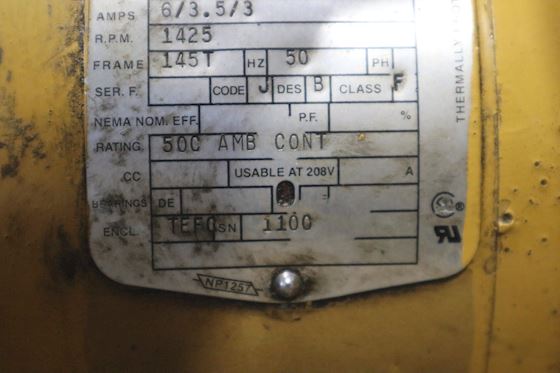 AMPS 6/3.5/3
R.P.M. 1425
FRAME 145T HZ 50 PH
SER. F. CODE J DES B CLASS F
NEMA NOM. EFF. P.F. %
RATING 50C AMB CONT
CC USABLE AT 208V A
BEARINGS DE
ENCL. TEFC SN 1100
NP1257
THERMALLY